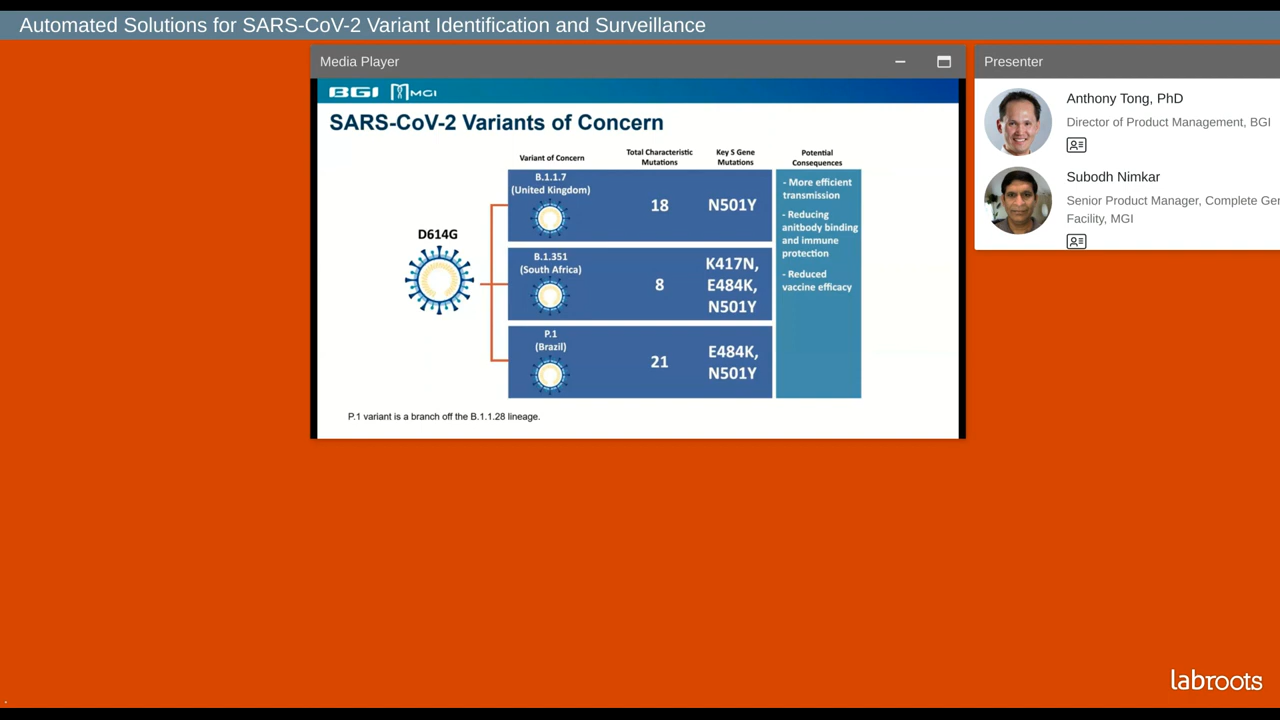 Automated Solutions for SARS-CoV-2 Variant Identification and Surveillance
Media Player
BGI MGI
SARS-CoV-2 Variants of Concern
Variant of Concern
Total Characteristic
Mutations
Key S Gene
Mutations
Potential
Consequences
D614G
B.1.1.7
(United Kingdom)
18
N501Y
B.1.351
(South Africa)
8
K417N,
E484K,
N501Y
P.1
(Brazil)
21
E484K,
N501Y
- More efficient
transmission
- Reducing
anitbody binding
and immune
protection
- Reduced
vaccine efficacy
P.1 variant is a branch off the B.1.1.28 lineage.
Presenter
Anthony Tong, PhD
Director of Product Management, BGI
Subodh Nimkar
Senior Product Manager, Complete Ge
Facility, MGI
labroots